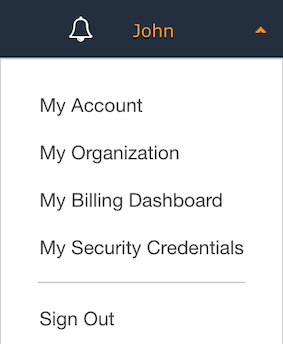 John
My Account
My Organization
My Billing Dashboard
My Security Credentials
Sign Out